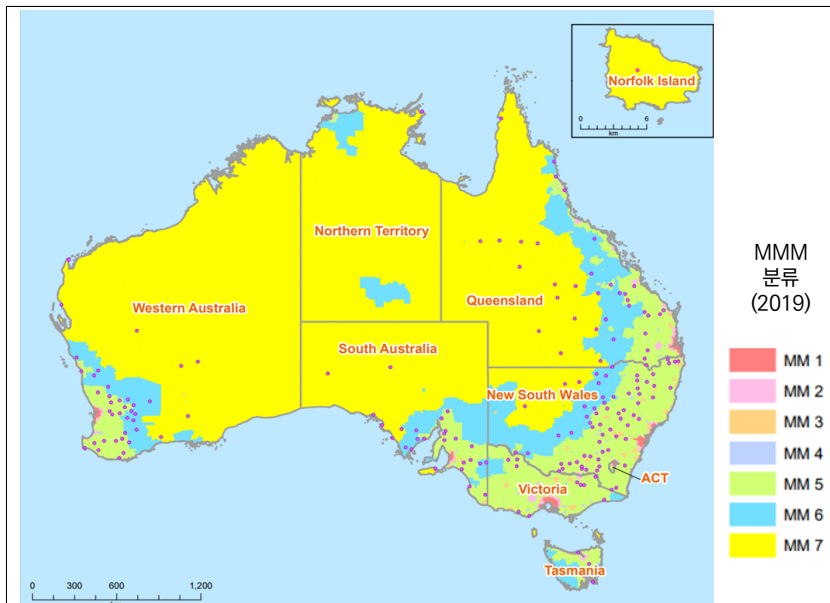 Norfolk Island
0 6
km
Northern Territory
Western Australia
Queensland
South Australia
New South Wales
ACT
Victoria
Tasmania
0 300 600 1,200
MMM
분류
(2019)
MM 1
MM 2
MM 3
MM 4
MM 5
MM 6
MM 7